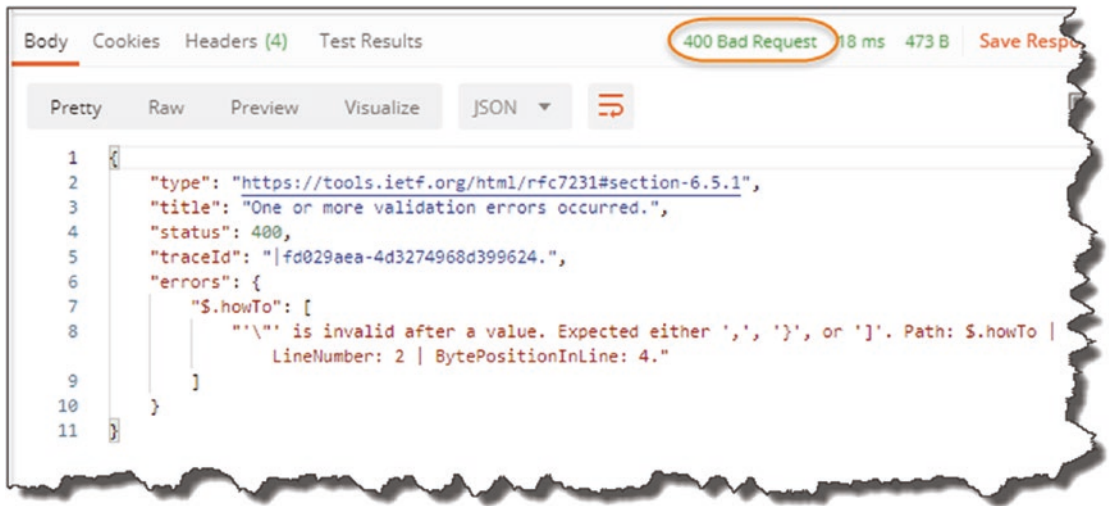 Body Cookies Headers (4) Test Results 400 Bad Request 18 ms 473 B Save
Pretty Raw Preview Visualize JSON
1 {
2 "type": "https://tools.ietf.org/html/rfc7231#section-6.5.1",
3 "title": "One or more validation errors occurred.",
4 "status": 400,
5 "traceId": "|fd029aea-4d3274968d399624.",
6 "errors": {
7 "$.howTo": [
8 "'\"' is invalid after a value. Expected either ',', '}', or ']'. Path: $.howTo |
LineNumber: 2 | BytePositionInLine: 4."
9 ]
10 }
11 }